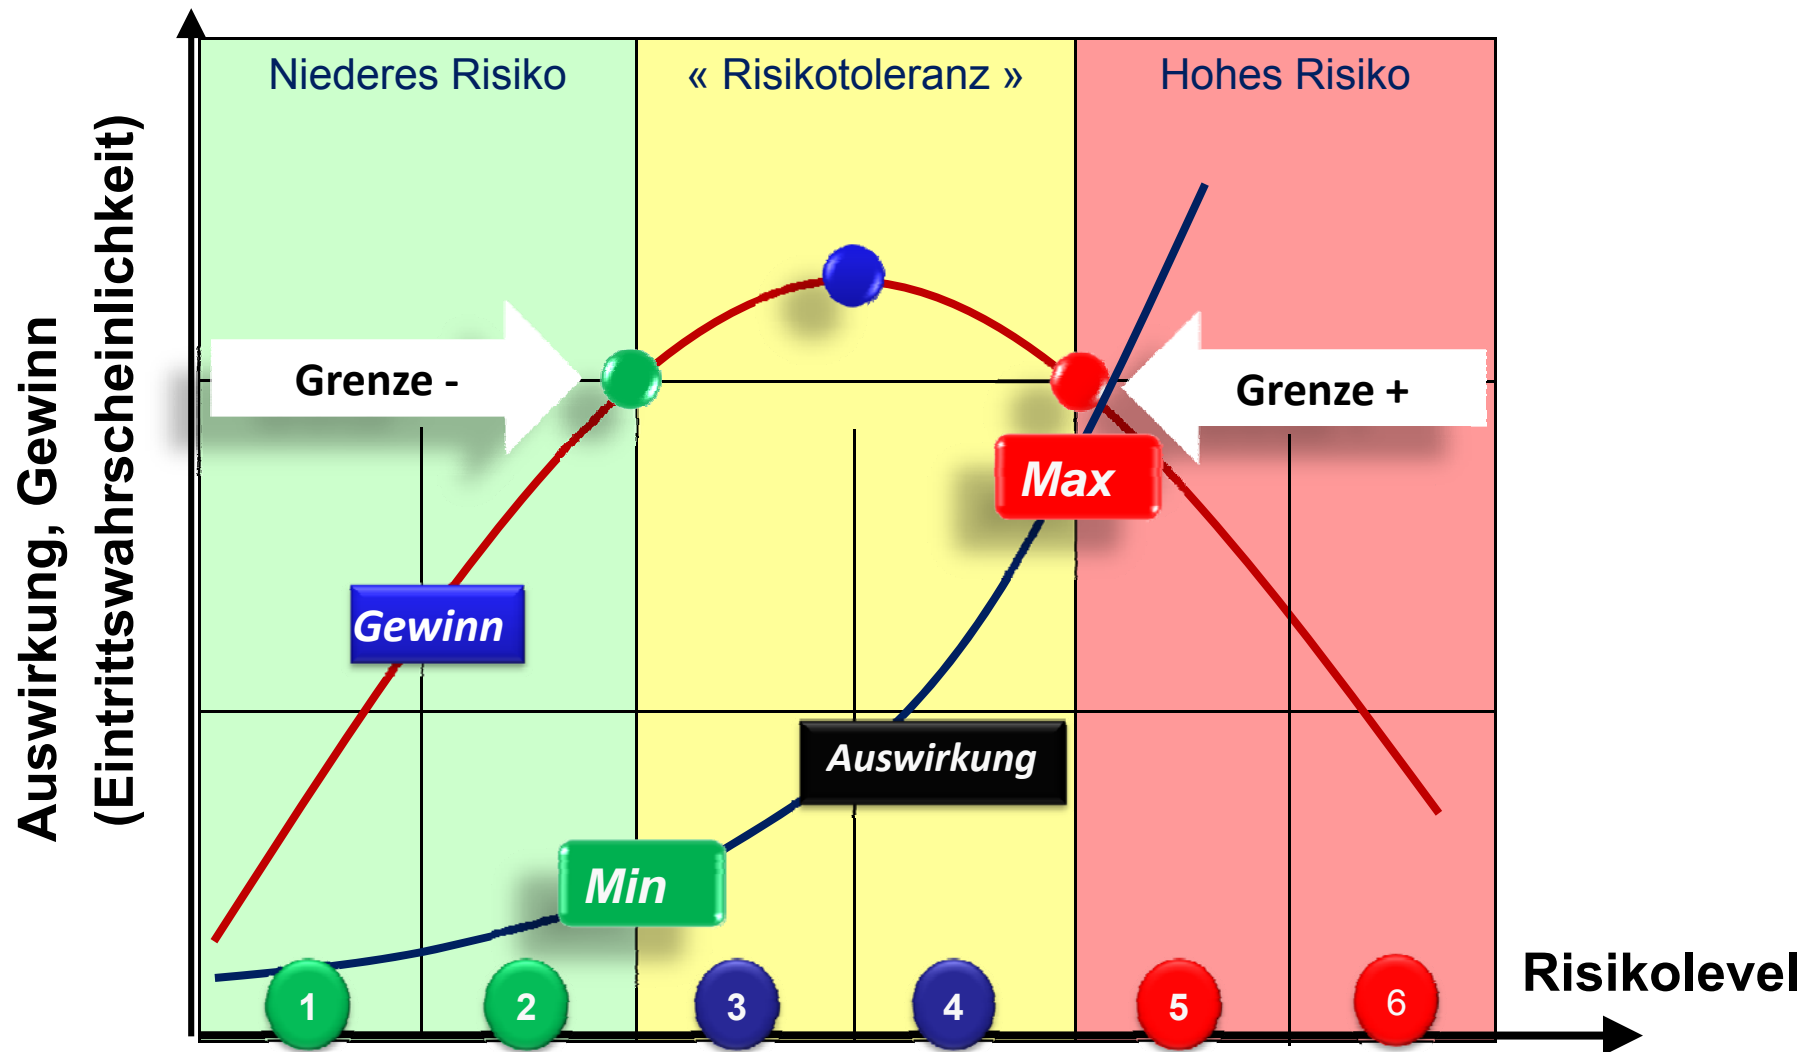 Niederes Risiko
« Risikotoleranz »
Hohes Risiko
Auswirkung, Gewinn
(Eintrittswahrscheinlichkeit)
Grenze -
Grenze +
Max
Gewinn
Auswirkung
Min
Risikolevel
1
2
3
4
5
6